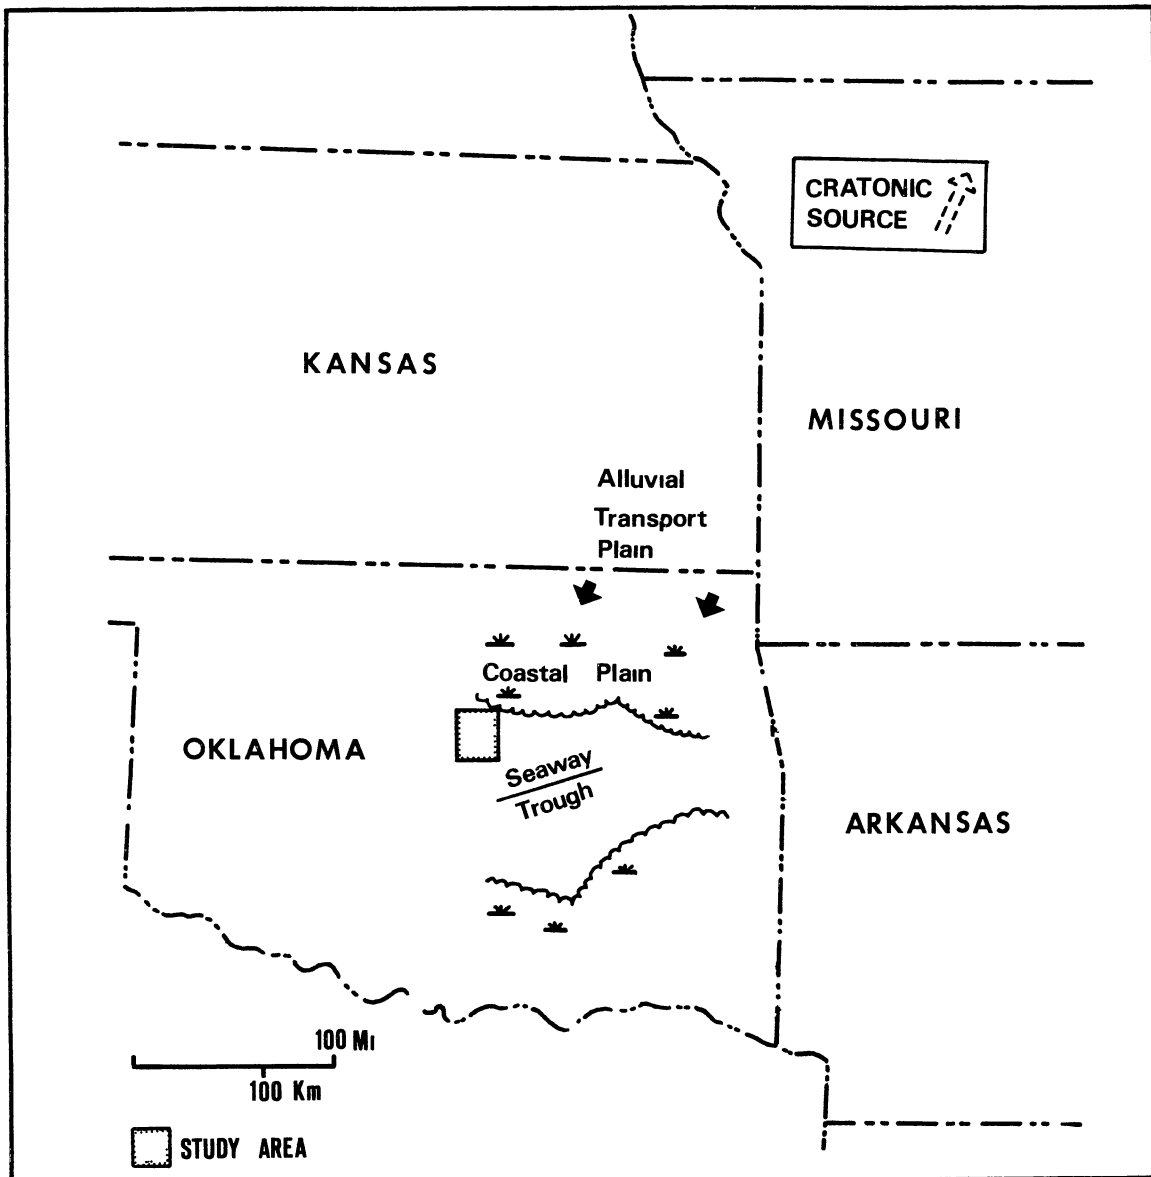 CRATONIC
SOURCE
KANSAS
MISSOURI
Alluvial
Transport
Plain
Coastal Plain
OKLAHOMA
Seaway
Trough
ARKANSAS
100 MI
100 Km
STUDY AREA